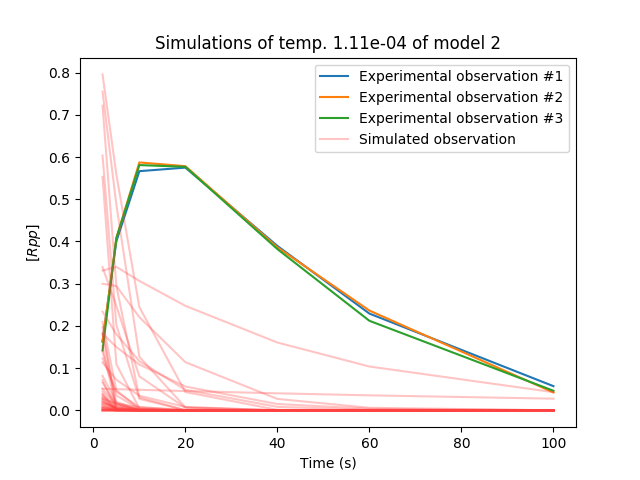 Simulations of temp. 1.11e-04 of model 2
Experimental observation #1
Experimental observation #2
Experimental observation #3
Simulated observation
[Rpp]
0.8
0.7
0.6
0.5
0.4
0.3
0.2
0.1
0.0
0 20 40 60 80 100
Time (s)